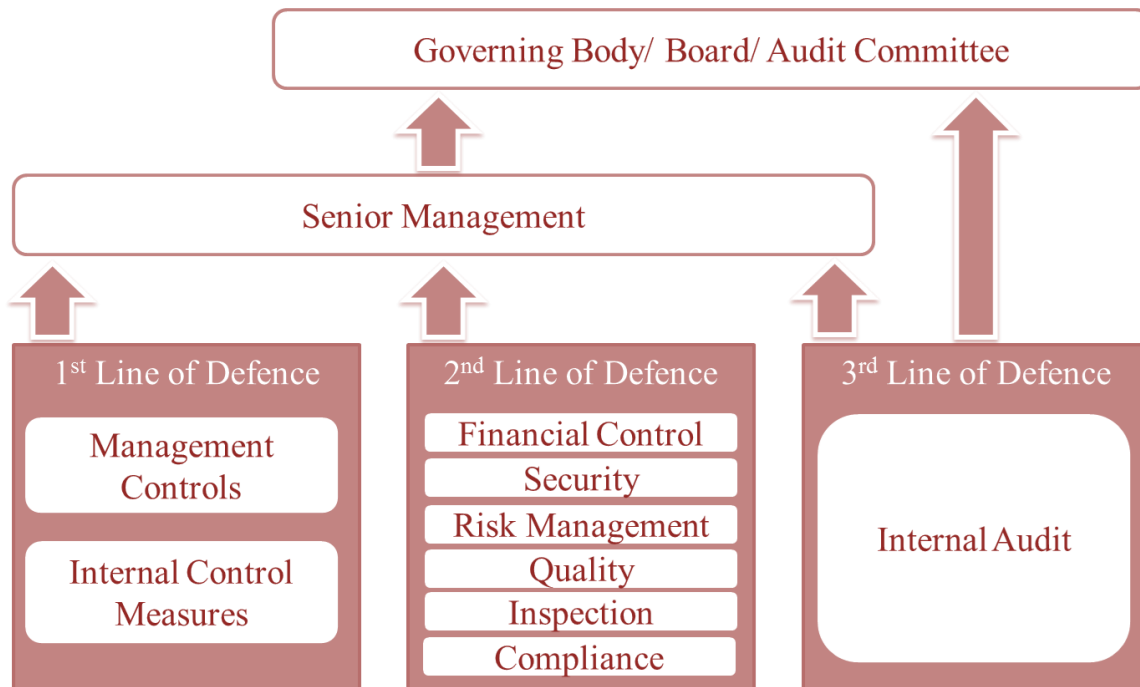 Governing Body/ Board/ Audit Committee
Senior Management
1st Line of Defence
Management
Controls
Internal Control
Measures
2nd Line of Defence
Financial Control
Security
Risk Management
Quality
Inspection
Compliance
3rd Line of Defence
Internal Audit